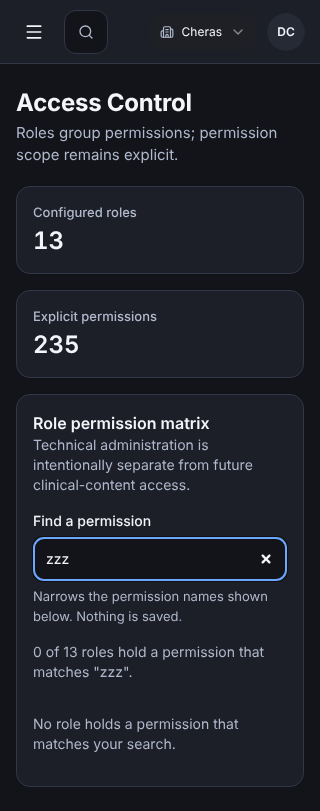 Cheras
DC
Access Control
Roles group permissions; permission
scope remains explicit.
Configured roles
13
Explicit permissions
235
Role permission matrix
Technical administration is
intentionally separate from future
clinical-content access.
Find a permission
zzz
Narrows the permission names shown
below. Nothing is saved.
0 of 13 roles hold a permission that
matches "zzz".
No role holds a permission that
matches your search.